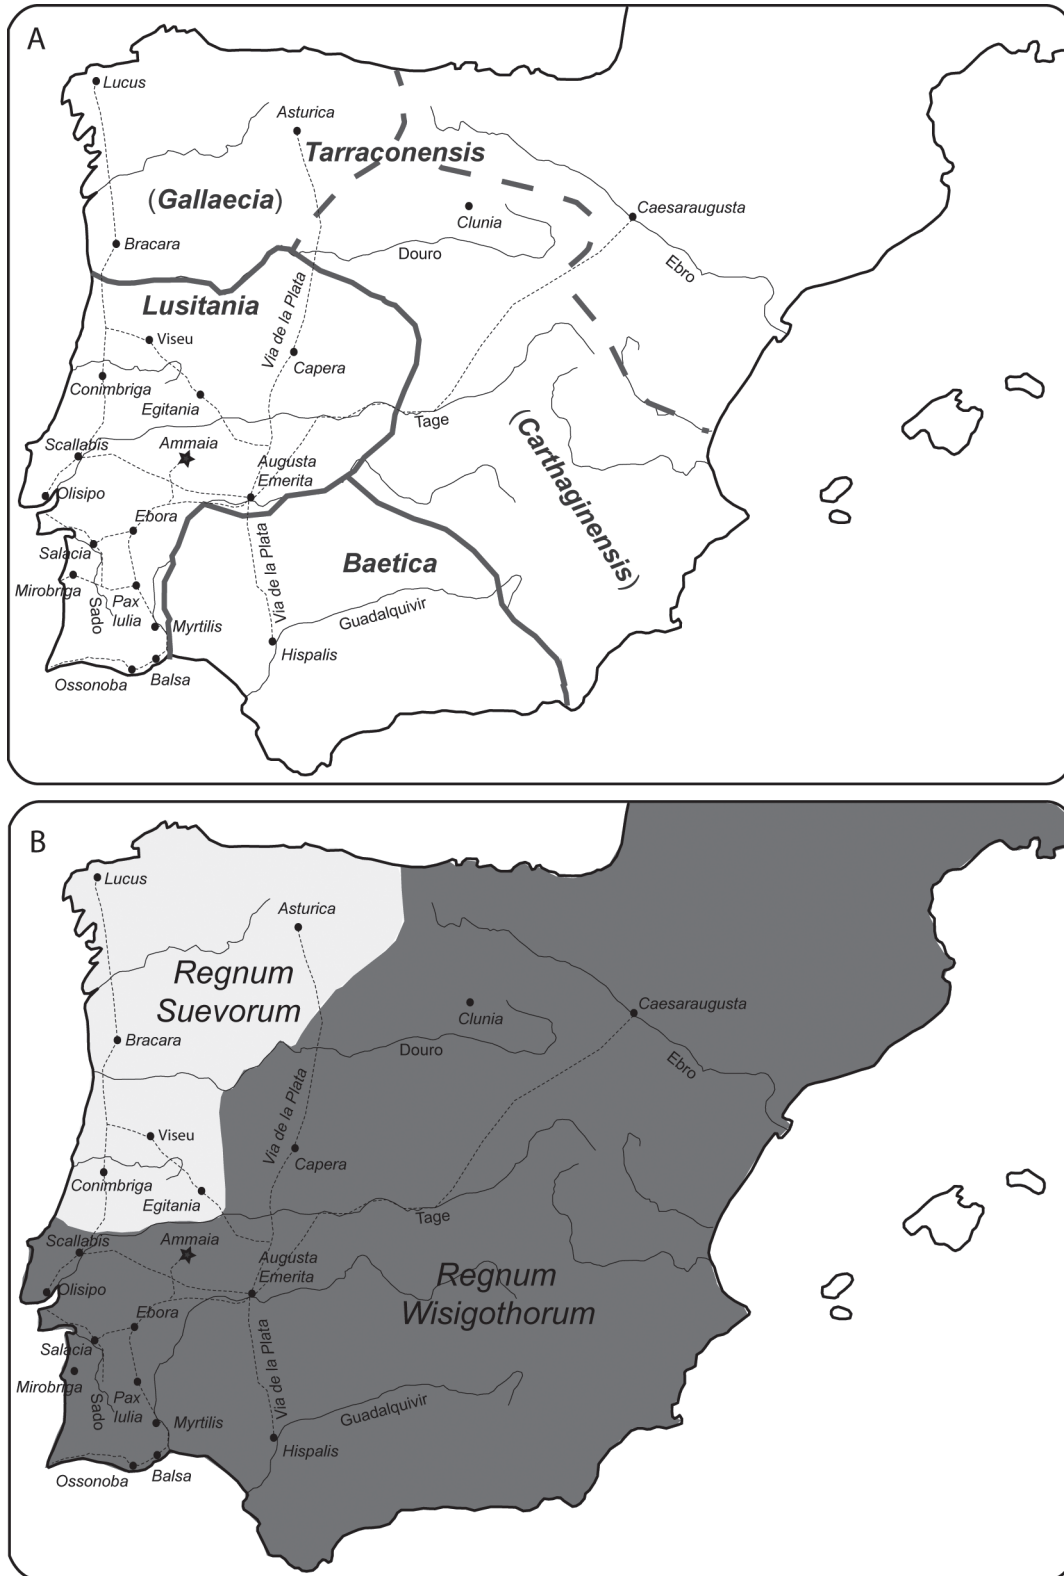 A
Lucus
Asturica
Tarraconensis
(Gallaecia)
Clunia
Caesaraugusta
Bracara
Douro
Ebro
Lusitania
Via de la Plata
Viseu
Capera
Conimbriga
Egitania
Tage
(Carthaginensis)
Scallabis
Ammaia
Augusta
Emerita
Olisipo
Ebora
Salacia
Baetica
Mirobriga
Sado
Pax
Iulia
Via de la Plata
Guadalquivir
Myrtilis
Hispalis
Ossonoba
Balsa
B
Lucus
Asturica
Regnum
Suevorum
Clunia
Caesaraugusta
Bracara
Douro
Ebro
Via de la Plata
Viseu
Capera
Conimbriga
Egitania
Tage
Scallabis
Ammaia
Augusta
Emerita
Regnum
Wisigothorum
Olisipo
Ebora
Salacia
Mirobriga
Sado
Pax
Iulia
Via de la Plata
Guadalquivir
Myrtilis
Hispalis
Ossonoba
Balsa